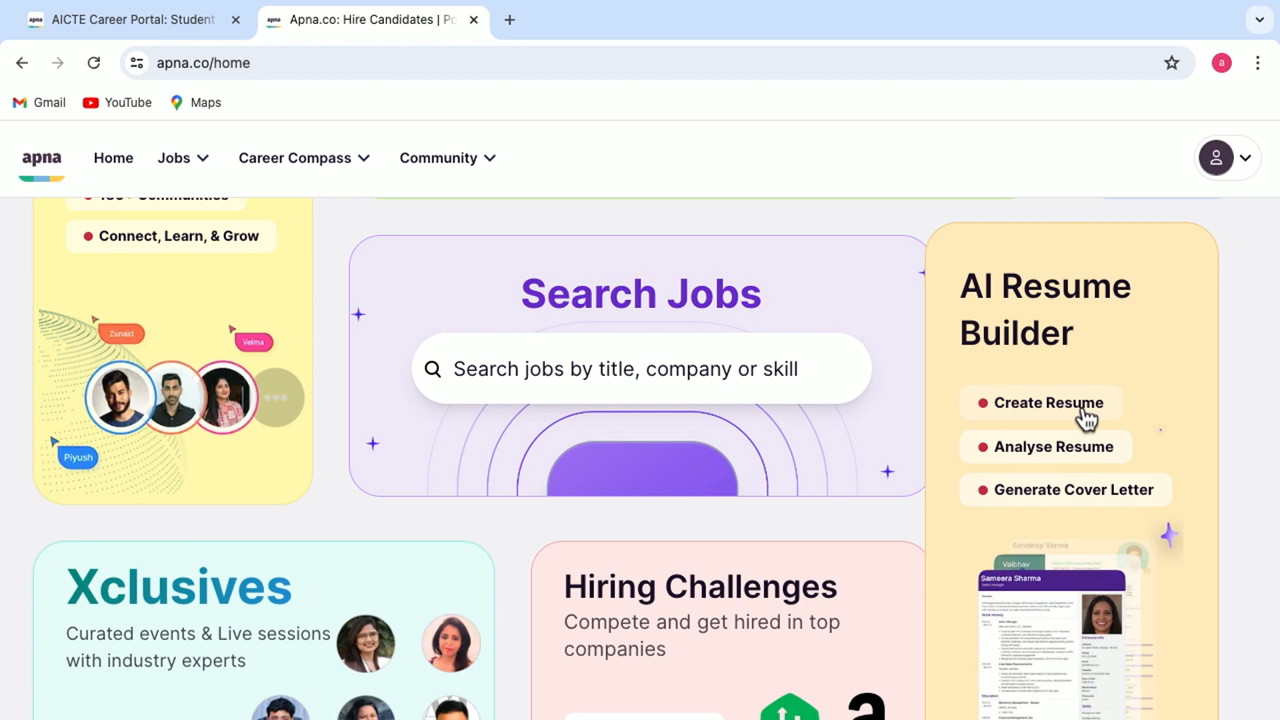 apna AICTE Career Portal: Student
apna Apna.co: Hire Candidates | Po
apna.co/home
a
Gmail
YouTube
Maps
apna
Home
Jobs
Career Compass
Community
Connect, Learn, & Grow
Zunaid
Velma
Piyush
Search Jobs
Search jobs by title, company or skill
AI Resume
Builder
Create Resume
Analyse Resume
Generate Cover Letter
Sandeep Verma
Vaibhav
Sameera Sharma
Xclusives
Curated events & Live sessions
with industry experts
Hiring Challenges
Compete and get hired in top
companies
a